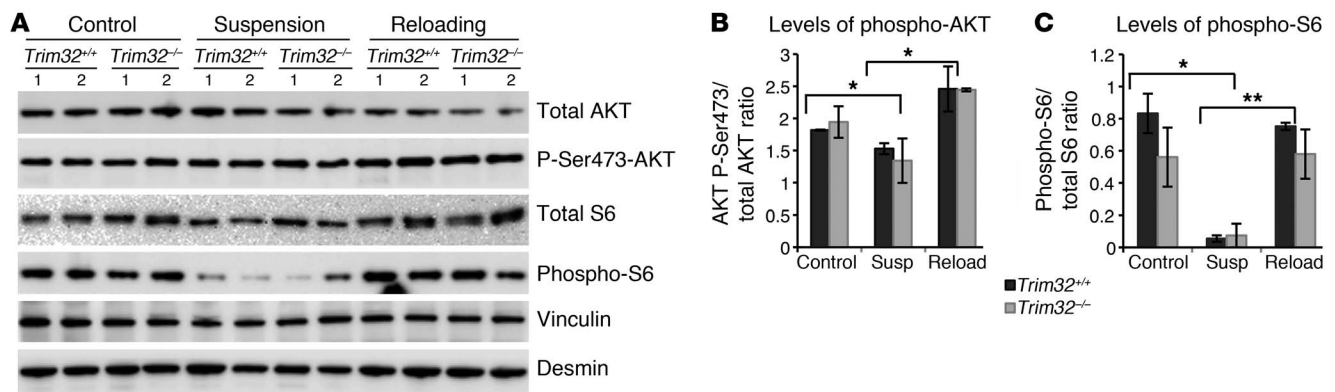 A
Control Suspension Reloading
Trim32+/+ Trim32–/– Trim32+/+ Trim32–/– Trim32+/+ Trim32–/–
1 2 1 2 1 2 1 2 1 2 1 2
Total AKT
P-Ser473-AKT
Total S6
Phospho-S6
Vinculin
Desmin
B
Levels of phospho-AKT
AKT P-Ser473/
total AKT ratio
3
2.5
2
1.5
1
1.5
0
*
*
Control Susp Reload
C
Levels of phospho-S6
Phospho-S6/
total S6 ratio
1.2
1
0.8
0.6
0.4
0.2
0
*
**
Control Susp Reload
Trim32+/+
Trim32–/–